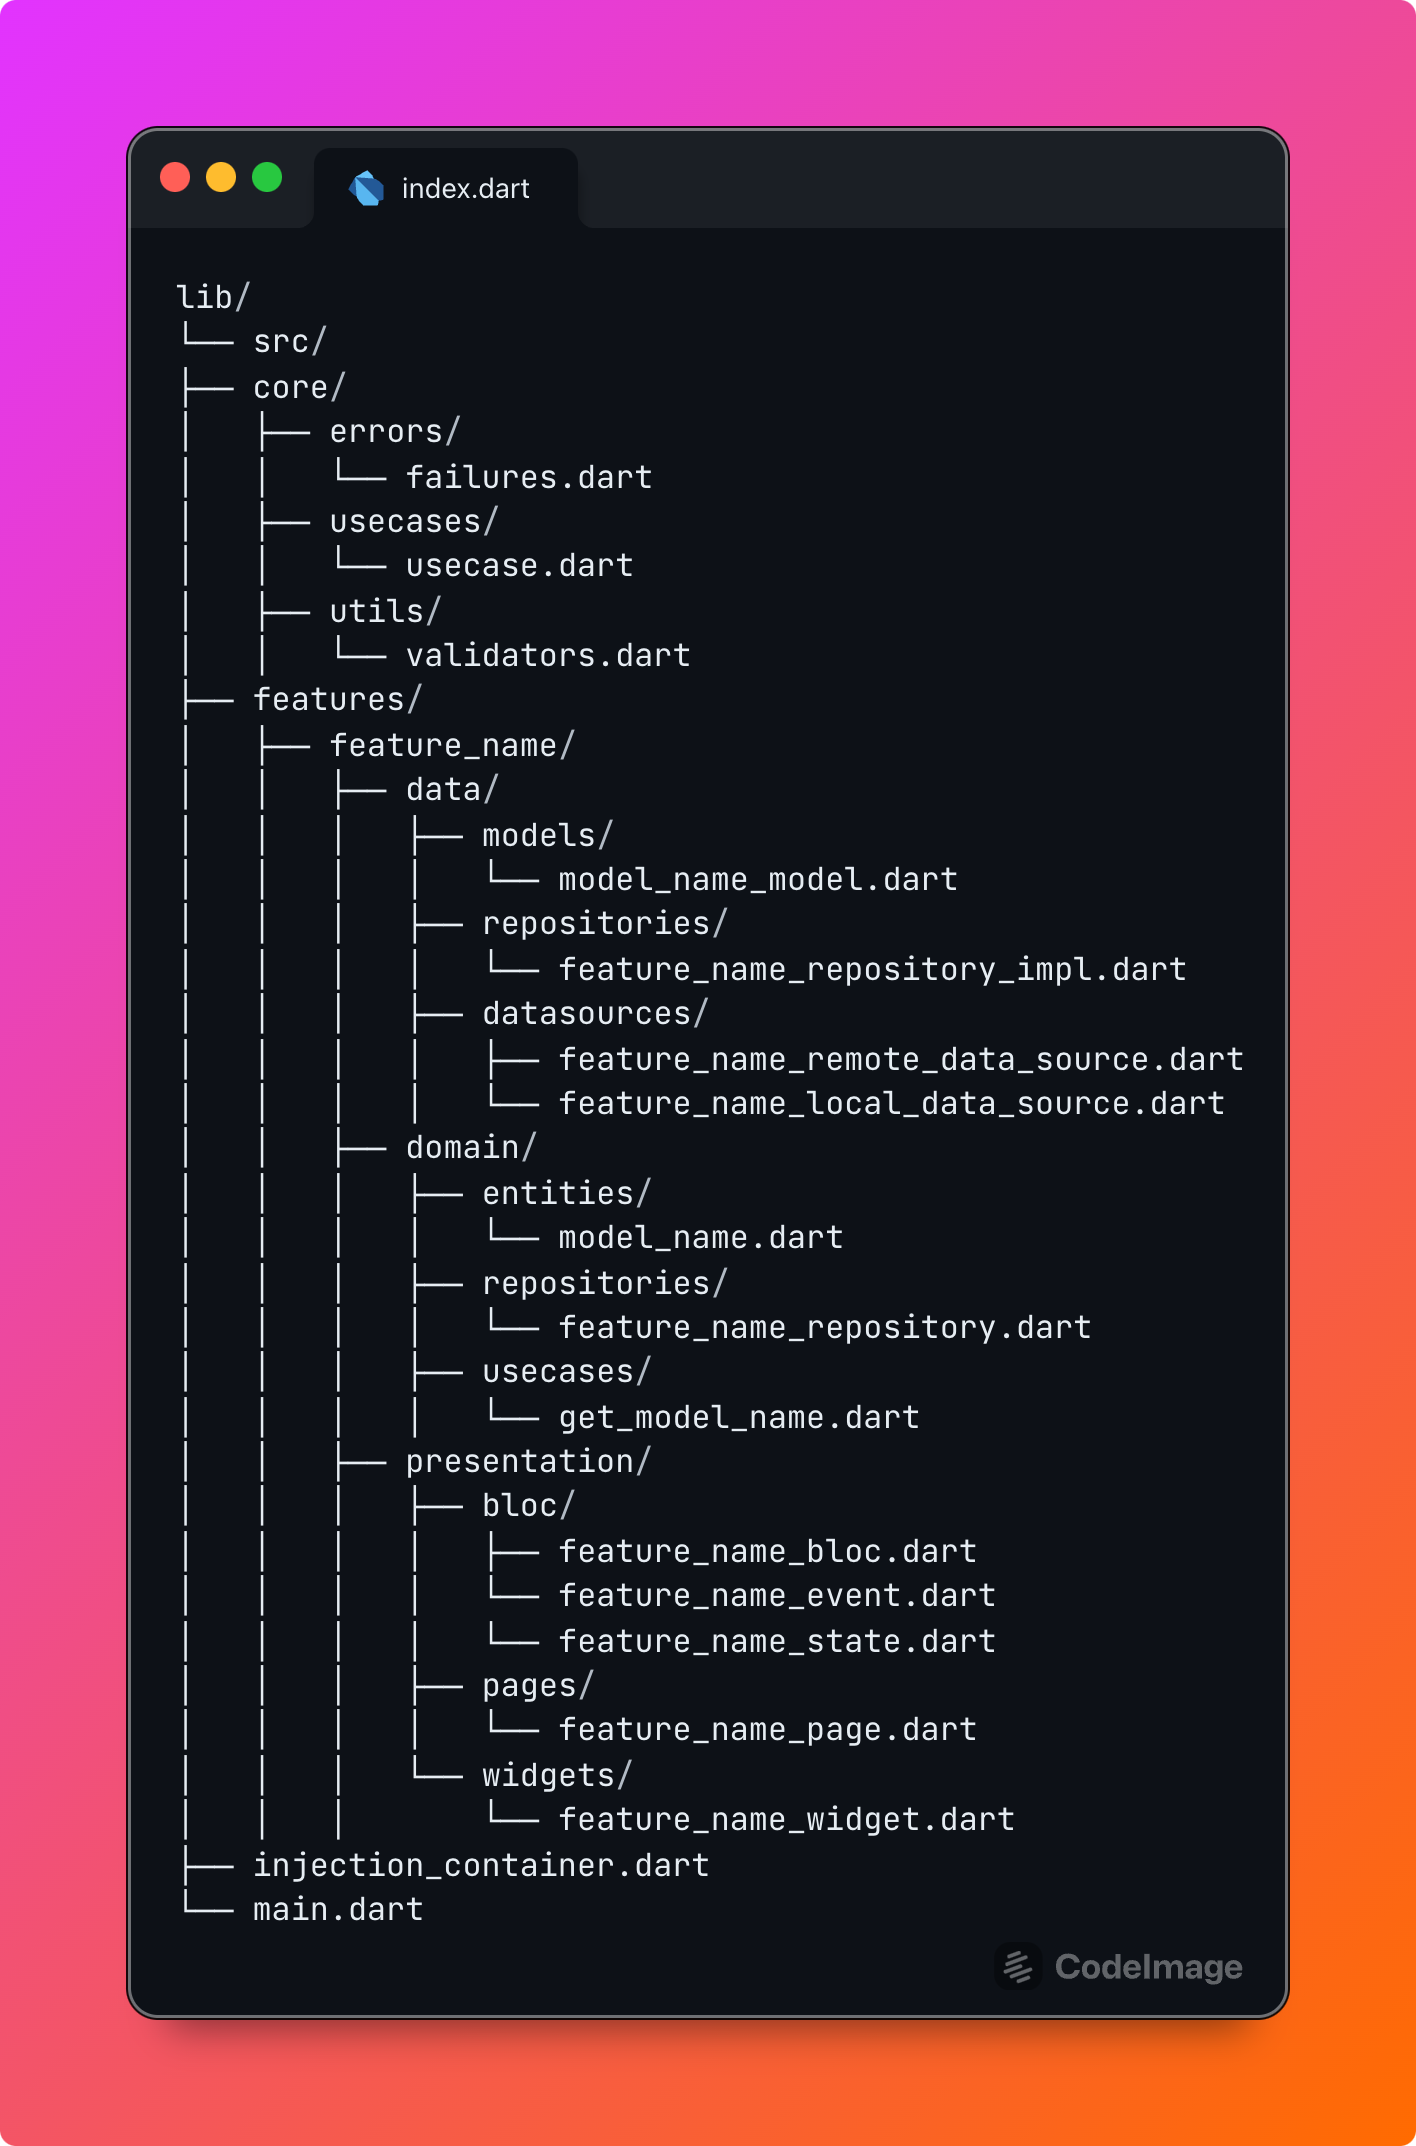 index.dart
lib/
└── src/
├── core/
│   ├── errors/
│   │   └── failures.dart
│   ├── usecases/
│   │   └── usecase.dart
│   ├── utils/
│   │   └── validators.dart
├── features/
│   ├── feature_name/
│   │   ├── data/
│   │   │   ├── models/
│   │   │   │   └── model_name_model.dart
│   │   │   ├── repositories/
│   │   │   │   └── feature_name_repository_impl.dart
│   │   │   ├── datasources/
│   │   │   │   ├── feature_name_remote_data_source.dart
│   │   │   │   └── feature_name_local_data_source.dart
│   │   ├── domain/
│   │   │   ├── entities/
│   │   │   │   └── model_name.dart
│   │   │   ├── repositories/
│   │   │   │   └── feature_name_repository.dart
│   │   │   ├── usecases/
│   │   │   │   └── get_model_name.dart
│   │   ├── presentation/
│   │   │   ├── bloc/
│   │   │   │   ├── feature_name_bloc.dart
│   │   │   │   └── feature_name_event.dart
│   │   │   │   └── feature_name_state.dart
│   │   │   ├── pages/
│   │   │   │   └── feature_name_page.dart
│   │   │   └── widgets/
│   │   │       └── feature_name_widget.dart
├── injection_container.dart
└── main.dart
CodeImage